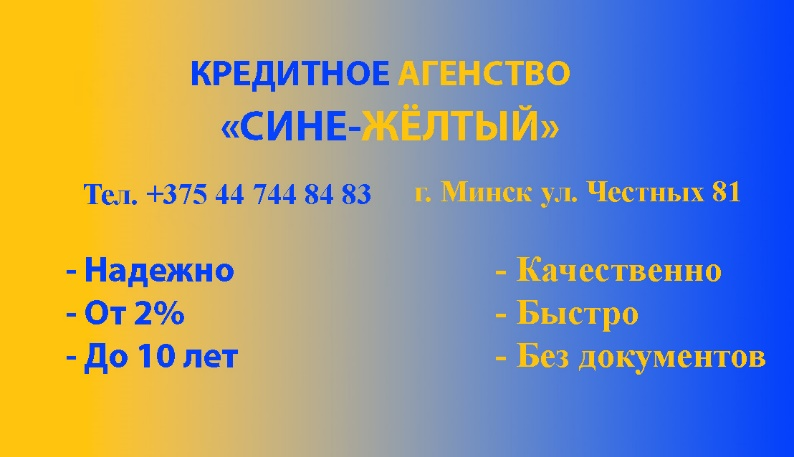 КРЕДИТНОЕ АГЕНСТВО
«СИНЕ-ЖЁЛТЫЙ»
Тел. +375 44 744 84 83
г. Минск ул. Честных 81
- Надежно
- От 2%
- До 10 лет
- Качественно
- Быстро
- Без документов